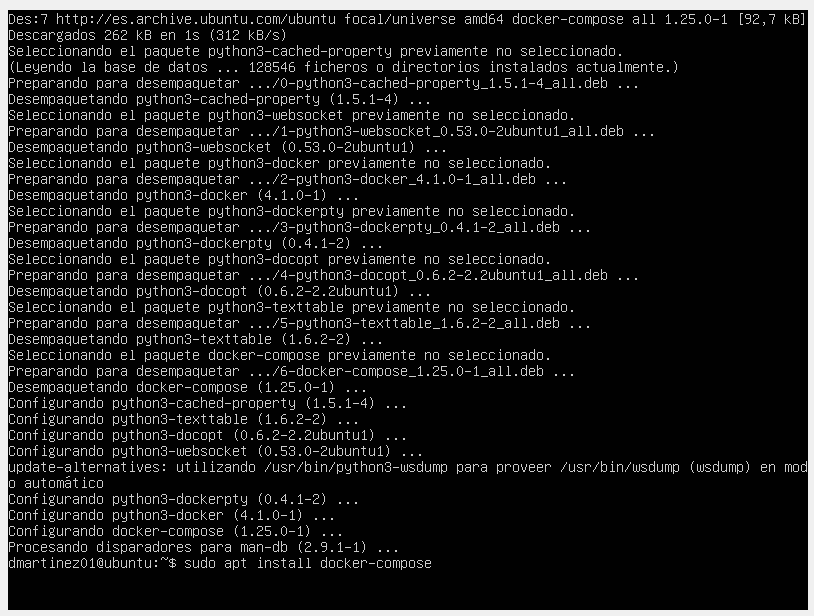 Des:7 http://es.archive.ubuntu.com/ubuntu focal/universe amd64 docker-compose all 1.25.0-1 [92,7 kB]
Descargados 262 kB en 1s (312 kB/s)
Seleccionando el paquete python3-cached-property previamente no seleccionado.
(Leyendo la base de datos ... 128546 ficheros o directorios instalados actualmente.)
Preparando para desempaquetar .../0-python3-cached-property_1.5.1-4_all.deb ...
Desempaquetando python3-cached-property (1.5.1-4) ...
Seleccionando el paquete python3-websocket previamente no seleccionado.
Preparando para desempaquetar .../1-python3-websocket_0.53.0-2ubuntu1_all.deb ...
Desempaquetando python3-websocket (0.53.0-2ubuntu1) ...
Seleccionando el paquete python3-docker previamente no seleccionado.
Preparando para desempaquetar .../2-python3-docker_4.1.0-1_all.deb ...
Desempaquetando python3-docker (4.1.0-1) ...
Seleccionando el paquete python3-dockerpty previamente no seleccionado.
Preparando para desempaquetar .../3-python3-dockerpty_0.4.1-2_all.deb ...
Desempaquetando python3-dockerpty (0.4.1-2) ...
Seleccionando el paquete python3-docopt previamente no seleccionado.
Preparando para desempaquetar .../4-python3-docopt_0.6.2-2.2ubuntu1_all.deb ...
Desempaquetando python3-docopt (0.6.2-2.2ubuntu1) ...
Seleccionando el paquete python3-texttable previamente no seleccionado.
Preparando para desempaquetar .../5-python3-texttable_1.6.2-2_all.deb ...
Desempaquetando python3-texttable (1.6.2-2) ...
Seleccionando el paquete docker-compose previamente no seleccionado.
Preparando para desempaquetar .../6-docker-compose_1.25.0-1_all.deb ...
Desempaquetando docker-compose (1.25.0-1) ...
Configurando python3-cached-property (1.5.1-4) ...
Configurando python3-texttable (1.6.2-2) ...
Configurando python3-docopt (0.6.2-2.2ubuntu1) ...
Configurando python3-websocket (0.53.0-2ubuntu1) ...
update-alternatives: utilizando /usr/bin/python3-wsdump para proveer /usr/bin/wsdump (wsdump) en mod
o automático
Configurando python3-dockerpty (0.4.1-2) ...
Configurando python3-docker (4.1.0-1) ...
Configurando docker-compose (1.25.0-1) ...
Procesando disparadores para man-db (2.9.1-1) ...
dmartinez01@ubuntu:~$ sudo apt install docker-compose